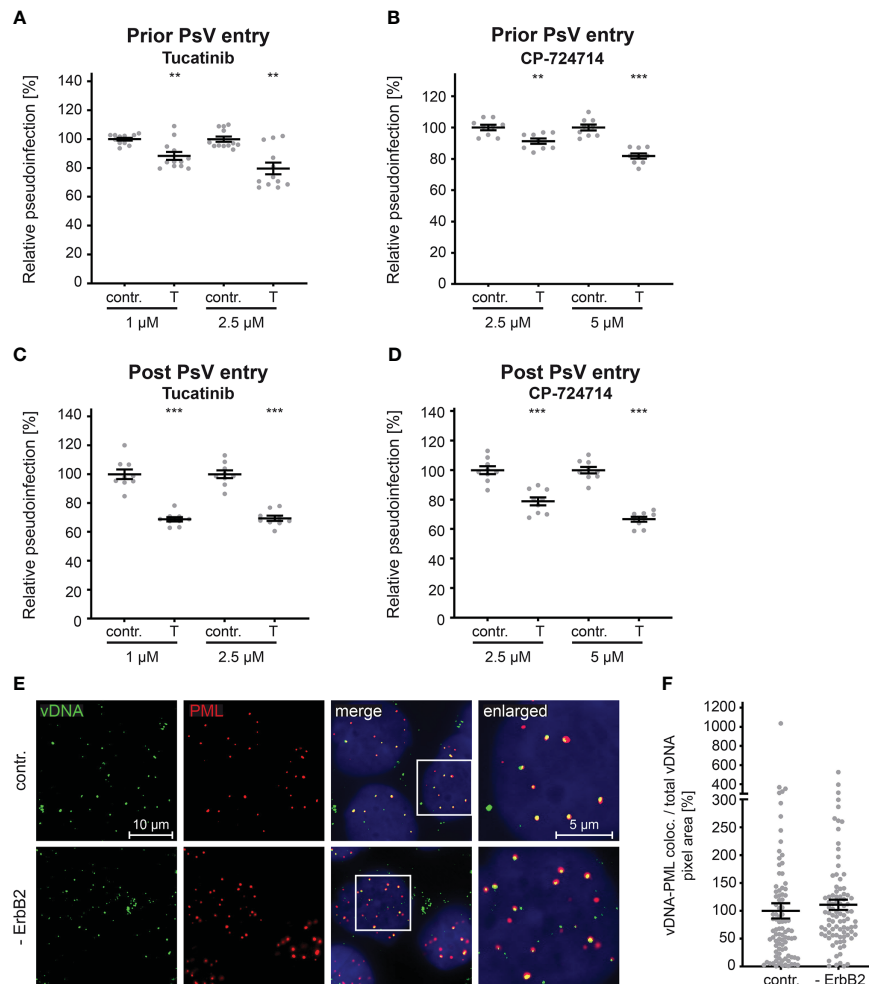 A
Prior PsV entry
Tucatinib
Relative pseudoinfection [%]
140
120
100
80
60
40
20
0
** **
contr. T contr. T
1 µM 2.5 µM
B
Prior PsV entry
CP-724714
Relative pseudoinfection [%]
120
100
80
60
40
20
0
** ***
contr. T contr. T
2.5 µM 5 µM
C
Post PsV entry
Tucatinib
Relative pseudoinfection [%]
140
120
100
80
60
40
20
0
*** ***
contr. T contr. T
1 µM 2.5 µM
D
Post PsV entry
CP-724714
Relative pseudoinfection [%]
140
120
100
80
60
40
20
0
*** ***
contr. T contr. T
2.5 µM 5 µM
E
vDNA PML merge enlarged
contr.
10 µm 5 µm
- ErbB2
F
vDNA-PML coloc. / total vDNA
pixel area [%]
1200
1000
800
600
400
300
250
200
150
100
50
0
contr. - ErbB2